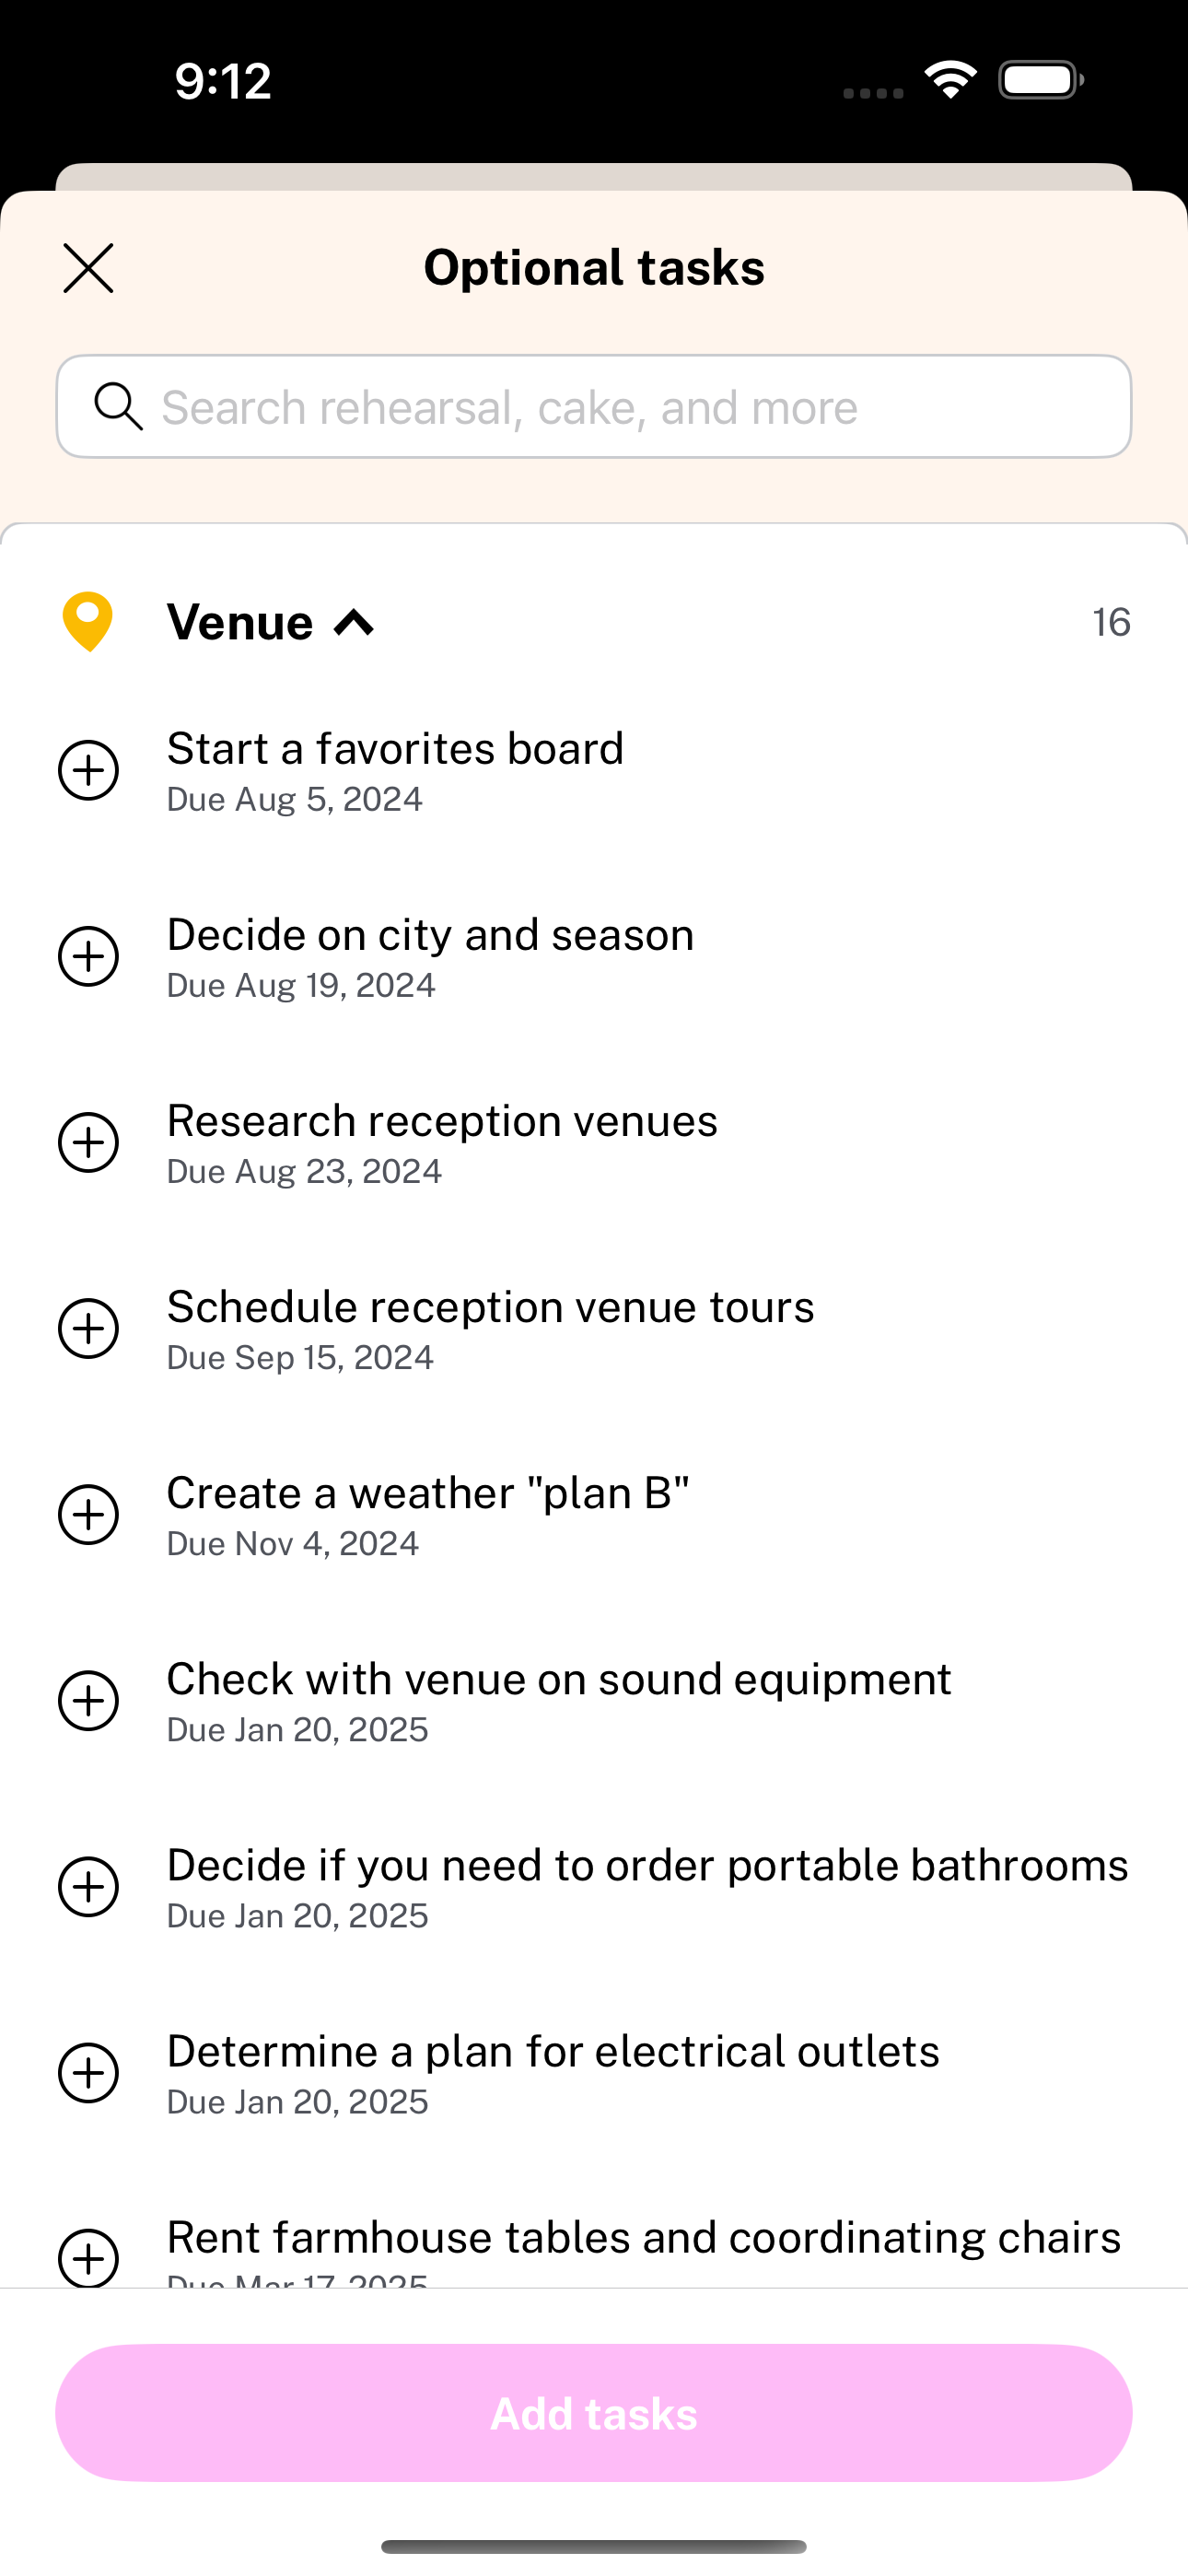 9:12
Optional tasks
Search rehearsal, cake, and more
Venue 16
Start a favorites board
Due Aug 5, 2024
Decide on city and season
Due Aug 19, 2024
Research reception venues
Due Aug 23, 2024
Schedule reception venue tours
Due Sep 15, 2024
Create a weather "plan B"
Due Nov 4, 2024
Check with venue on sound equipment
Due Jan 20, 2025
Decide if you need to order portable bathrooms
Due Jan 20, 2025
Determine a plan for electrical outlets
Due Jan 20, 2025
Rent farmhouse tables and coordinating chairs
Due Mar 17, 2025
Add tasks